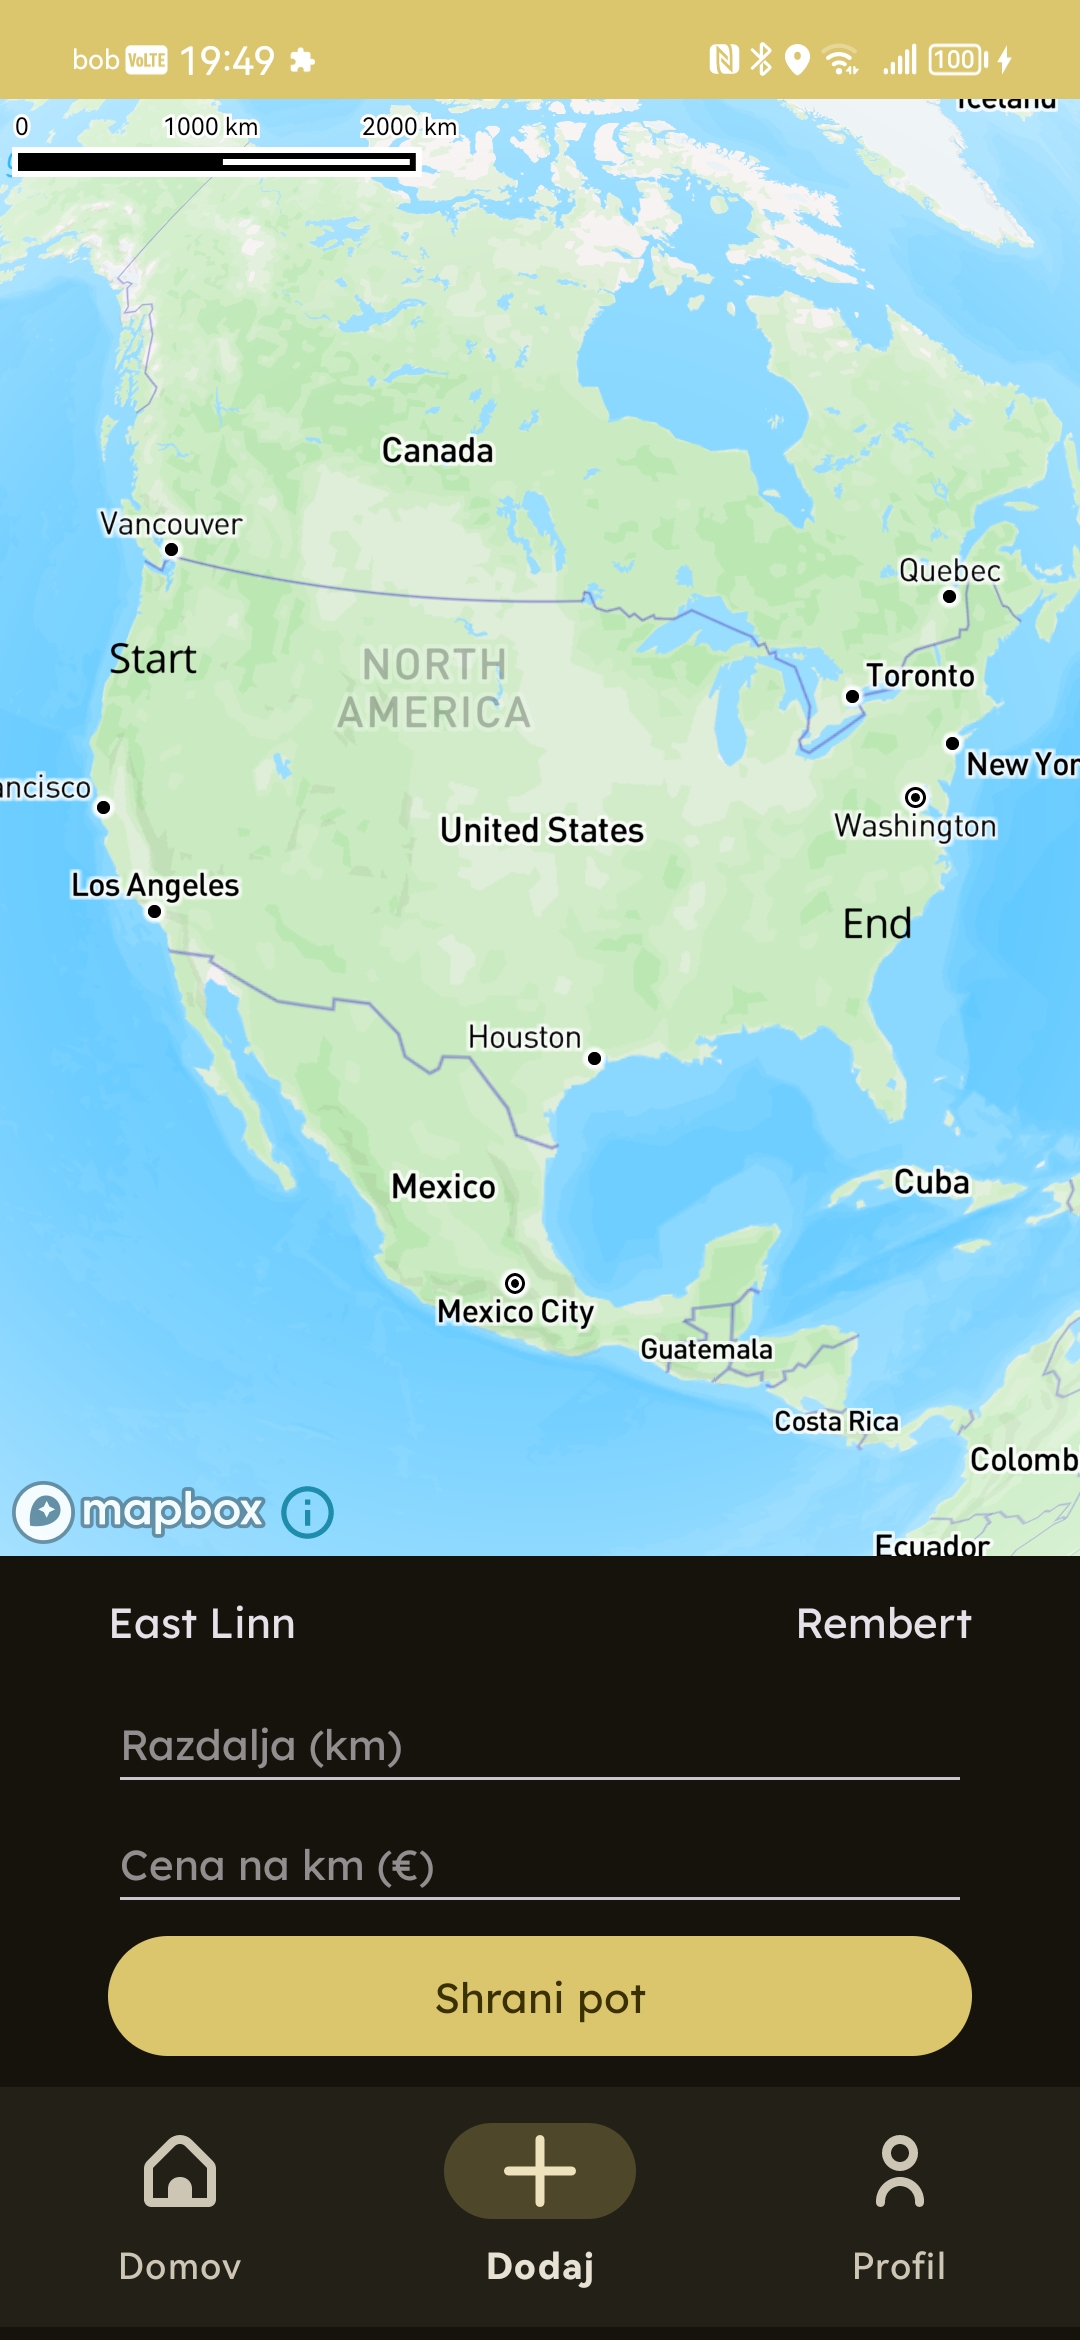 bob VoLTE 19:49 100
Iceland
0 1000 km 2000 km
Canada
Vancouver
Quebec
Start
NORTH
AMERICA
Toronto
New Yor
ancisco
Washington
United States
Los Angeles
End
Houston
Mexico
Cuba
Mexico City
Guatemala
Costa Rica
Colomb
mapbox
Ecuador
East Linn Rembert
Razdalja (km)
Cena na km (€)
Shrani pot
Domov Dodaj Profil